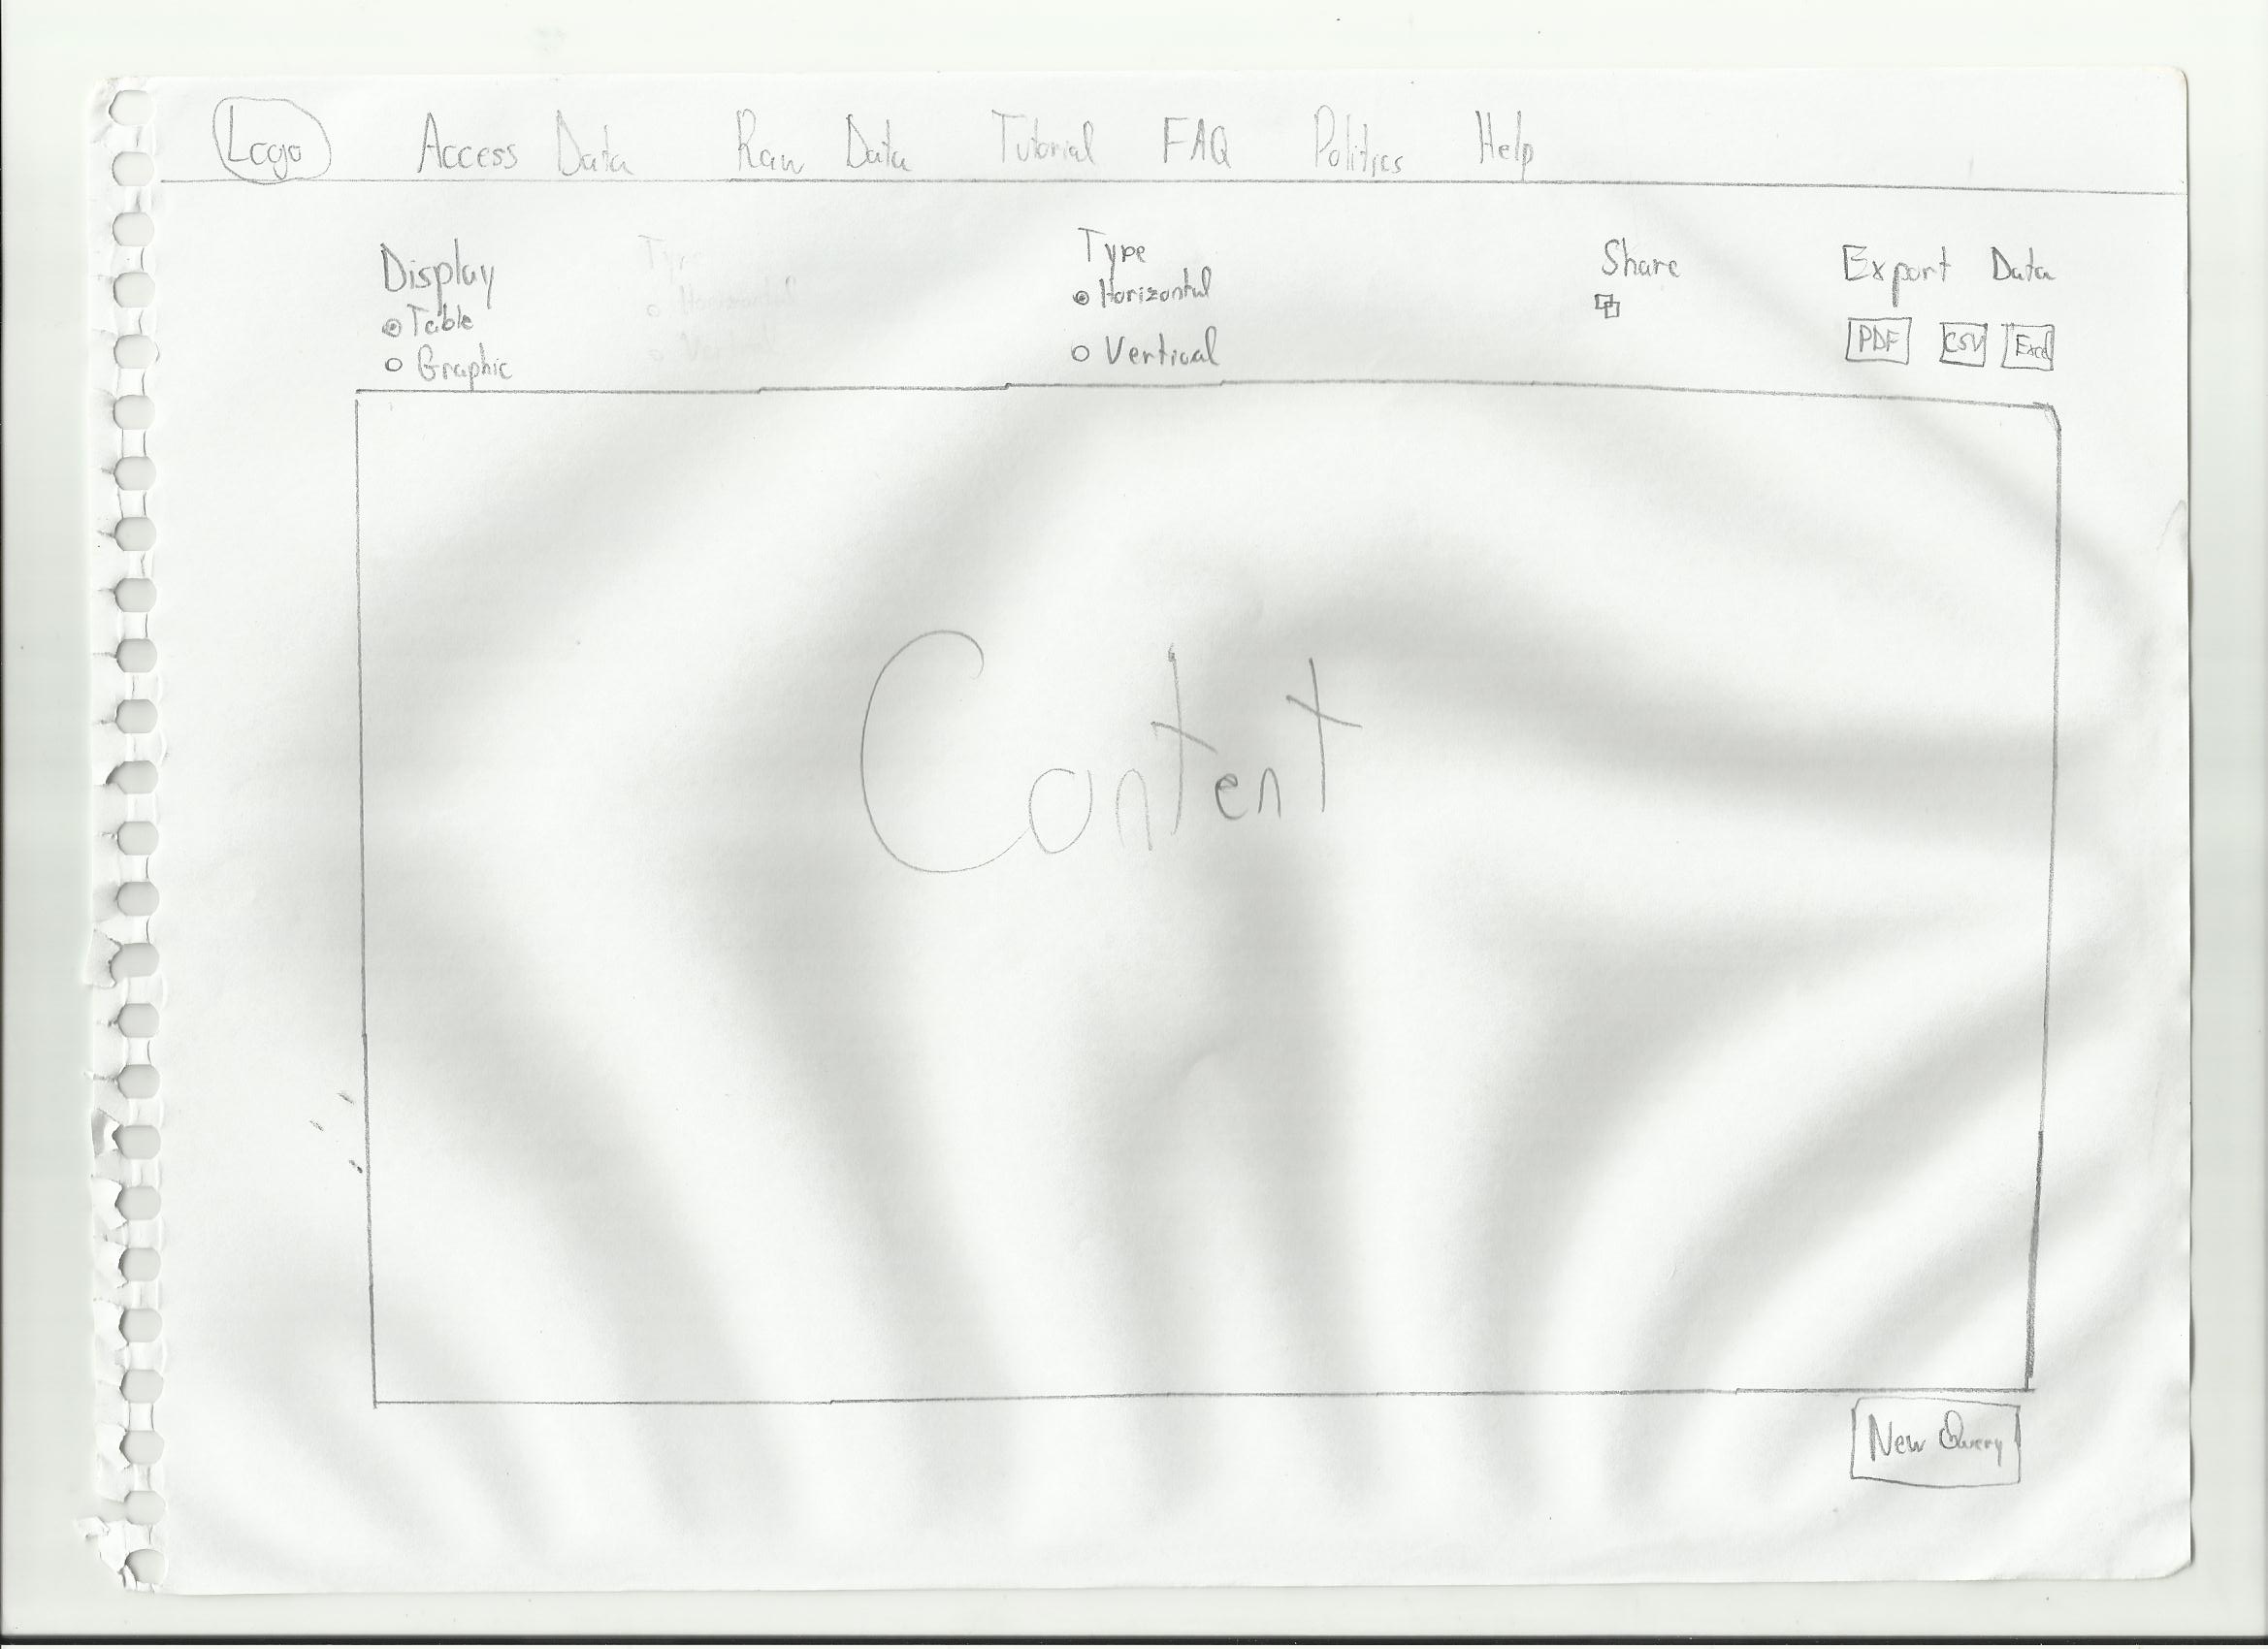 Logo Access Data Raw Data Tutorial FAQ Politics Help
Display
Table
Graphic
Type
Horizontal
Vertical
Type
Horizontal
Vertical
Share
Export Data
PDF CSV Excel
Content
New Query